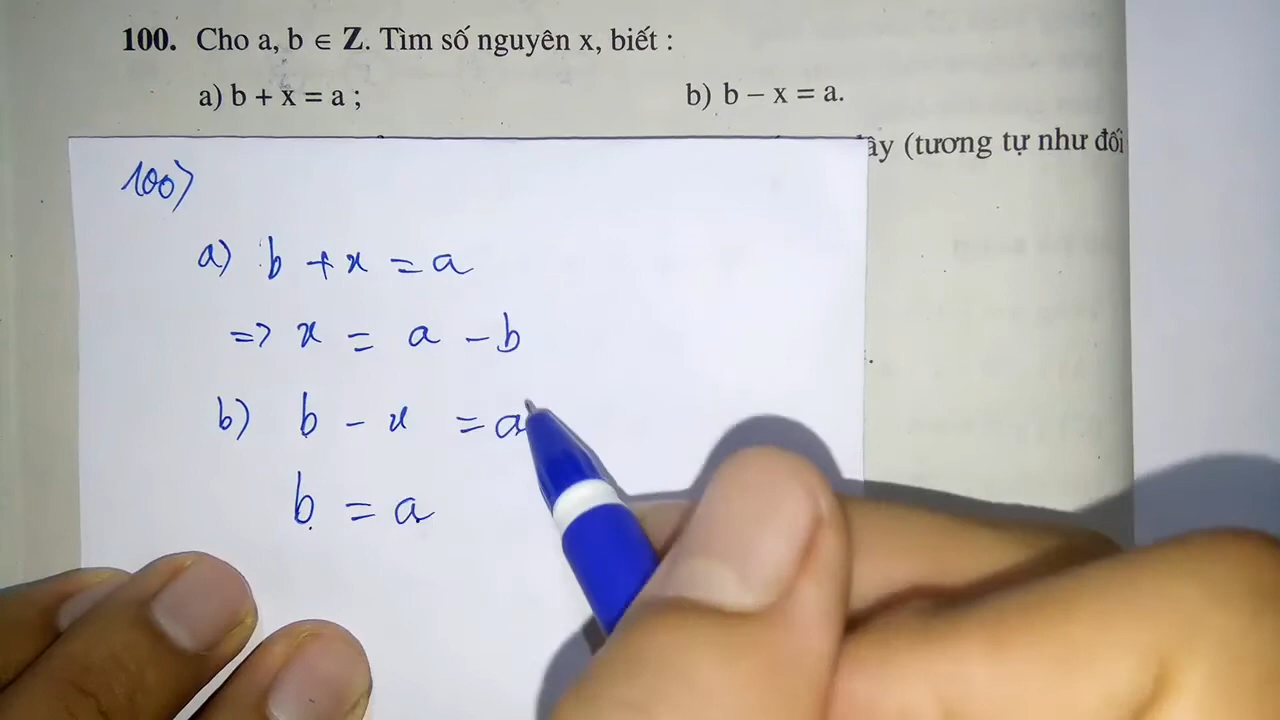 100. Cho a, b ∈ Z. Tìm số nguyên x, biết :
a) b + x = a ; b) b – x = a.
ây (tương tự như đối
100)
a) b + x = a
=> x = a - b
b) b - x = a
b = a